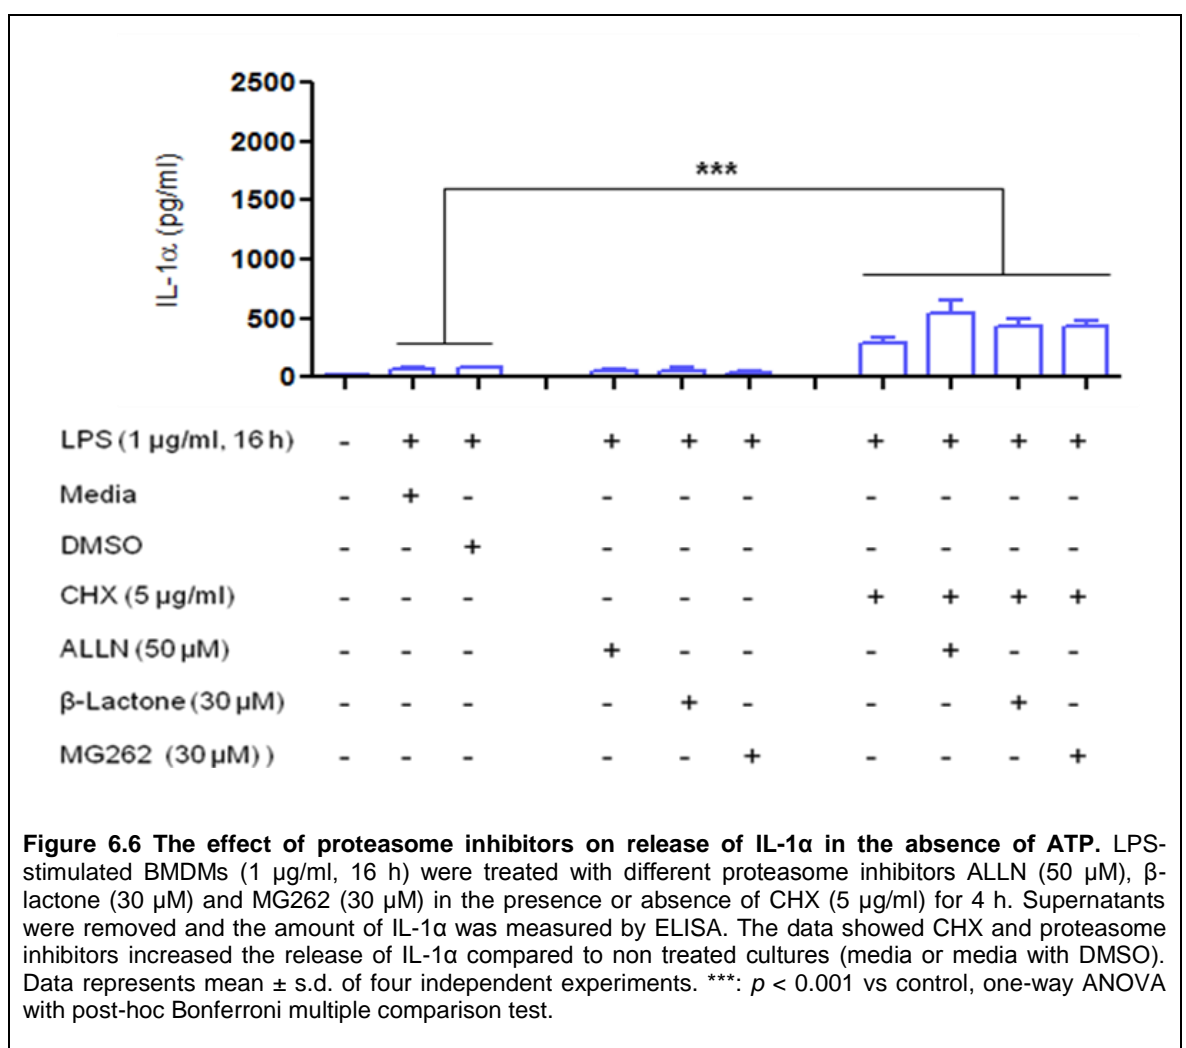 2500
2000
1500
1000
500
0
IL-1α (pg/ml)
***
LPS (1 µg/ml, 16 h) - + + + + + + + + +
Media - + - - - - - - - -
DMSO - - + - - - - - - -
CHX (5 µg/ml) - - - - - - + + + +
ALLN (50 µM) - - - + - - - + - -
β-Lactone (30 µM) - - - - + - - - + -
MG262 (30 µM)) - - - - - + - - - +
Figure 6.6 The effect of proteasome inhibitors on release of IL-1α in the absence of ATP. LPS-
stimulated BMDMs (1 µg/ml, 16 h) were treated with different proteasome inhibitors ALLN (50 µM), β-
lactone (30 µM) and MG262 (30 µM) in the presence or absence of CHX (5 µg/ml) for 4 h. Supernatants
were removed and the amount of IL-1α was measured by ELISA. The data showed CHX and proteasome
inhibitors increased the release of IL-1α compared to non treated cultures (media or media with DMSO).
Data represents mean ± s.d. of four independent experiments. ***: p < 0.001 vs control, one-way ANOVA
with post-hoc Bonferroni multiple comparison test.